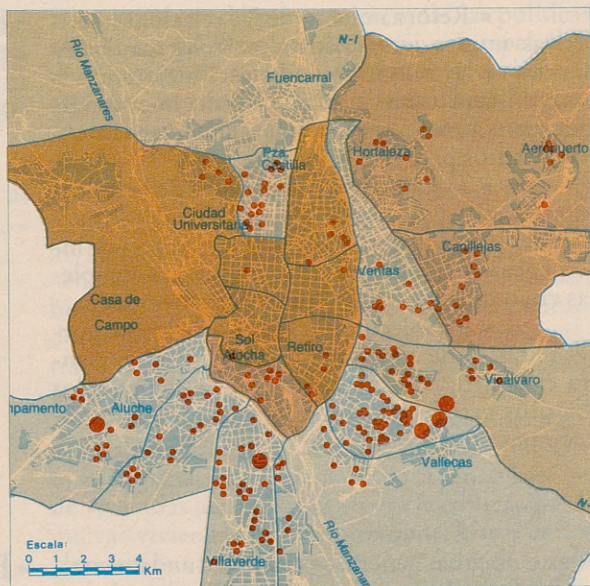 N-I
Río Manzanares
Fuencarral
Pza.
Castilla
Hortaleza
Aeropuerto
Ciudad
Universitaria
Canillejas
Ventas
Casa de
Campo
Sol
Atocha
Retiro
Vicálvaro
mpamento
Aluche
Vallecas
N-
Río Manzanares
Villaverde
Escala:
0 1 2 3 4
Km